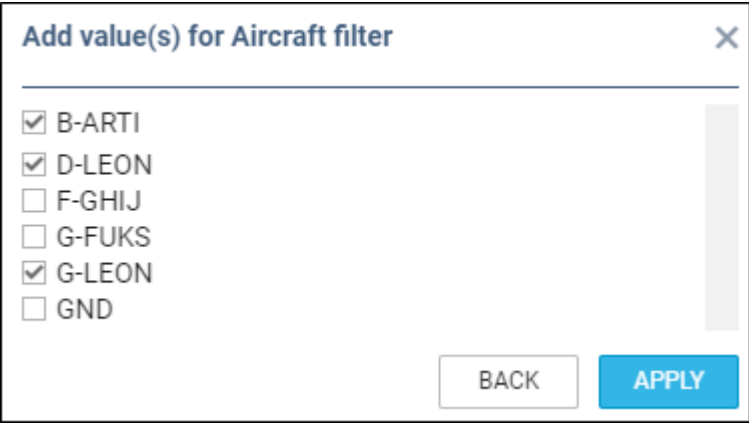 Add value(s) for Aircraft filter
B-ARTI
D-LEON
F-GHIJ
G-FUKS
G-LEON
GND
BACK APPLY